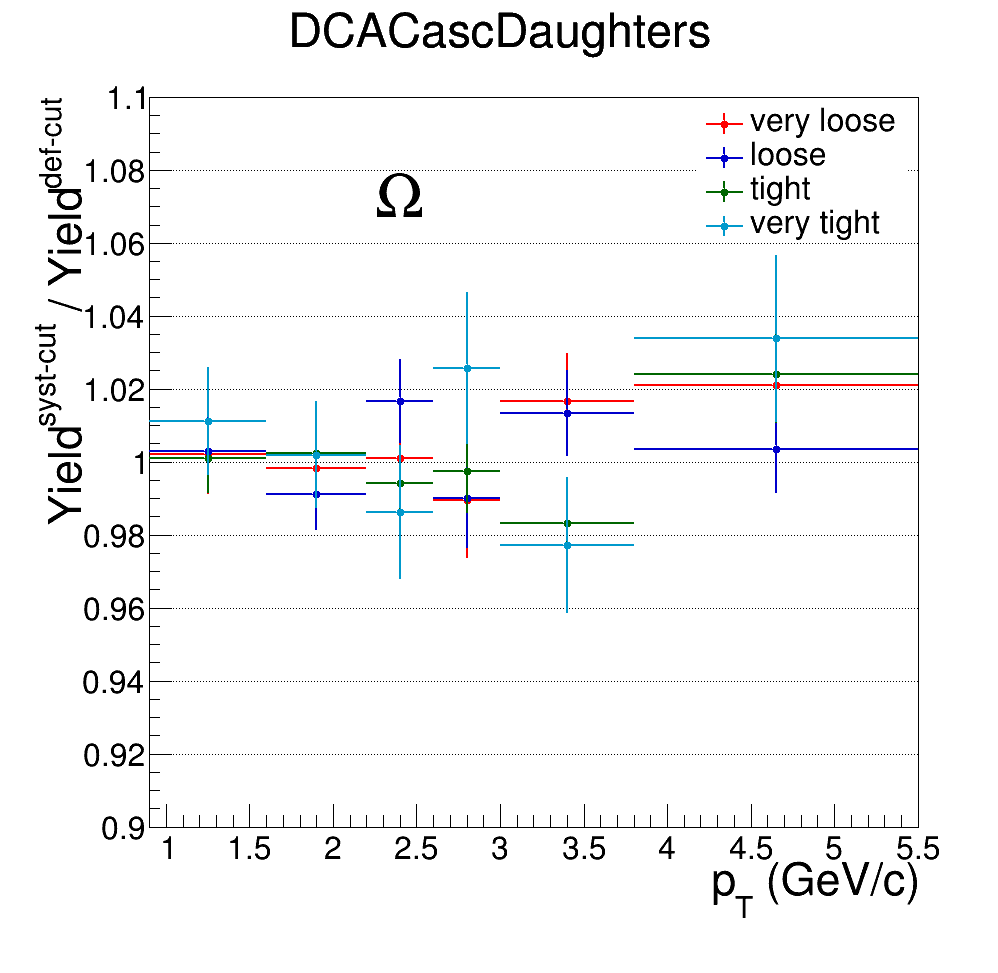 DCACascDaughters
Yield^syst-cut / Yield^def-cut
1.1
1.08
1.06
1.04
1.02
1
0.98
0.96
0.94
0.92
0.9
Ω
very loose
loose
tight
very tight
1 1.5 2 2.5 3 3.5 4 4.5 5 5.5
p_T (GeV/c)